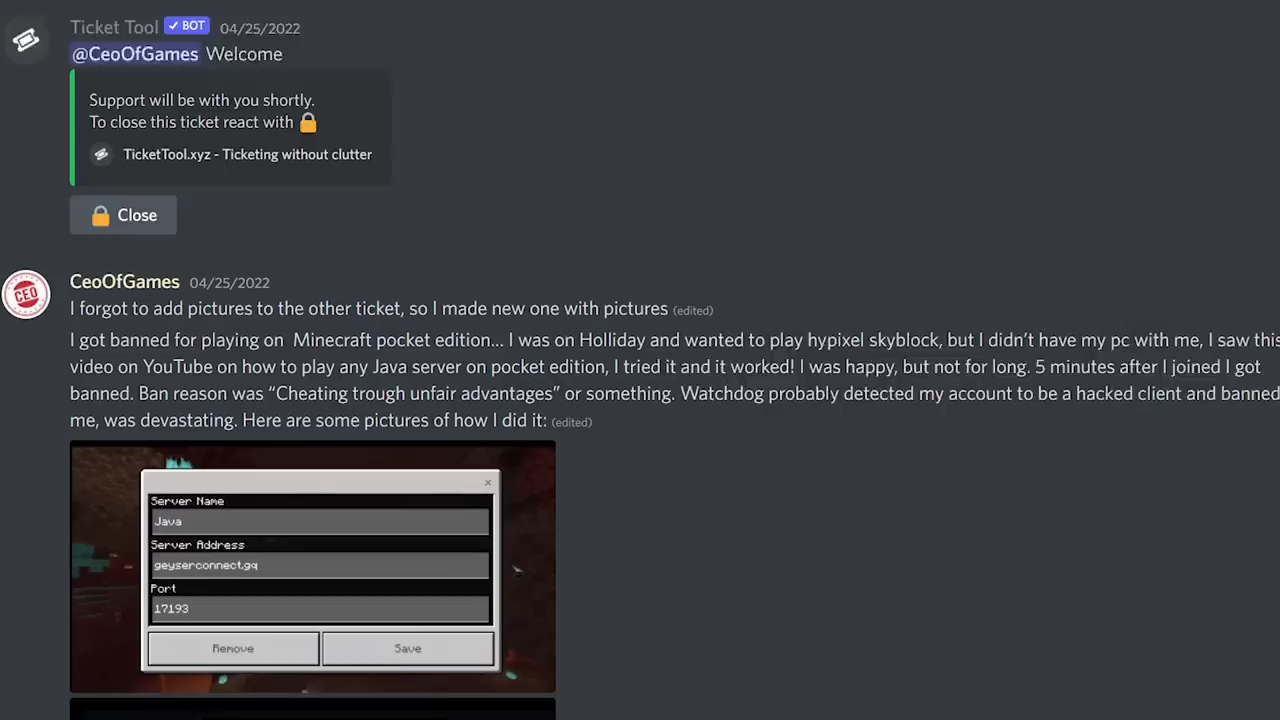 Ticket Tool ✓ BOT 04/25/2022
@CeoOfGames Welcome
Support will be with you shortly.
To close this ticket react with 🔒
TicketTool.xyz - Ticketing without clutter
🔒 Close
CEO
CeoOfGames 04/25/2022
I forgot to add pictures to the other ticket, so I made new one with pictures (edited)
I got banned for playing on Minecraft pocket edition... I was on Holliday and wanted to play hypixel skyblock, but I didn't have my pc with me, I saw this
video on YouTube on how to play any Java server on pocket edition, I tried it and it worked! I was happy, but not for long. 5 minutes after I joined I got
banned. Ban reason was “Cheating trough unfair advantages” or something. Watchdog probably detected my account to be a hacked client and banned
me, was devastating. Here are some pictures of how I did it: (edited)
Server Name
Java
Server Address
geyserconnect.gq
Port
17193
Remove Save